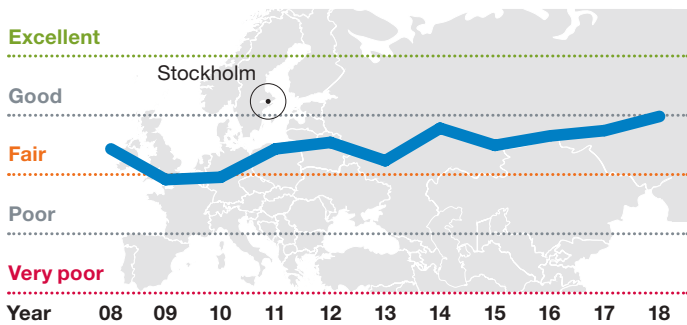 Excellent
Stockholm
Good
Fair
Poor
Very poor
Year 08 09 10 11 12 13 14 15 16 17 18